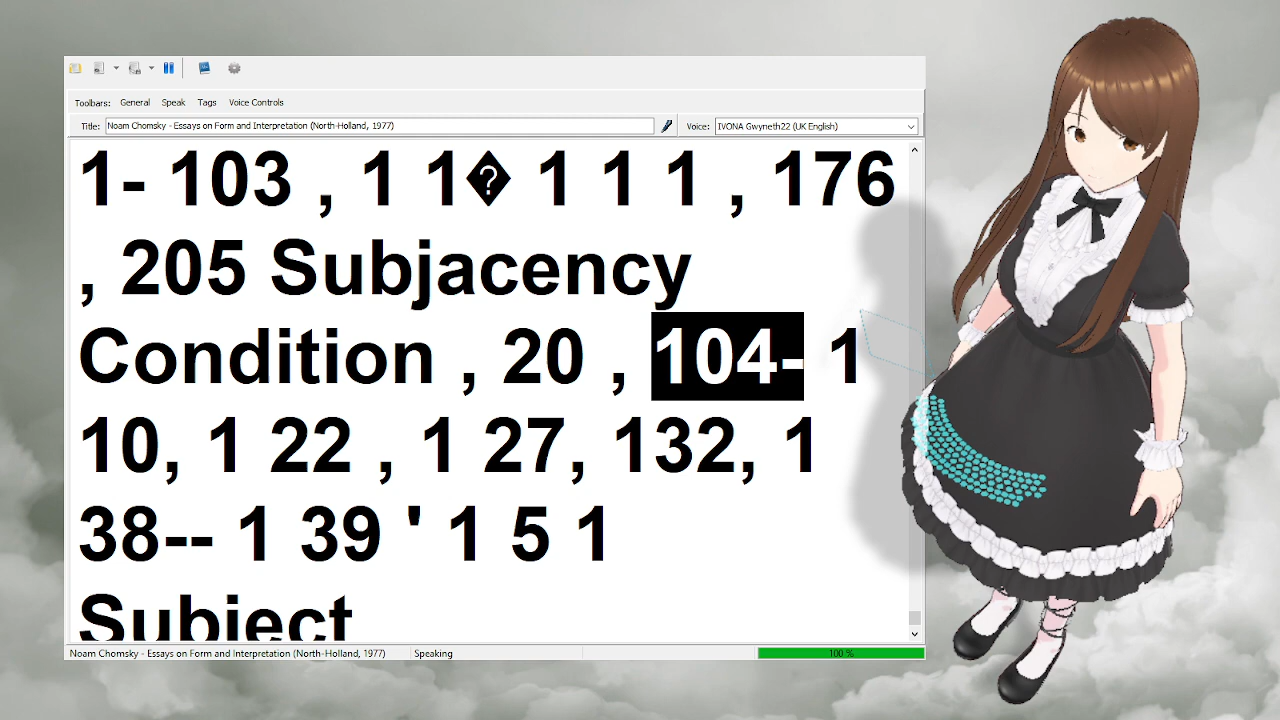 Toolbars: General Speak Tags Voice Controls
Title: Noam Chomsky - Essays on Form and Interpretation (North-Holland, 1977) Voice: IVONA Gwyneth22 (UK English)
1- 103 , 1 1� 1 1 1 , 176
, 205 Subjacency
Condition , 20 , 104- 1
10, 1 22 , 1 27, 132, 1
38-- 1 39 ' 1 5 1
Subject
Noam Chomsky - Essays on Form and Interpretation (North-Holland, 1977) Speaking 100 %